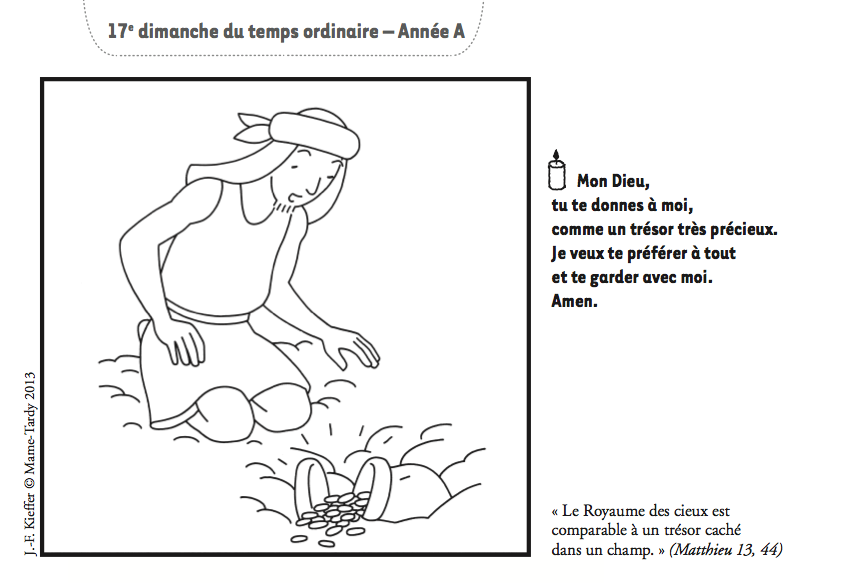 17e dimanche du temps ordinaire – Année A
Mon Dieu,
tu te donnes à moi,
comme un trésor très précieux.
Je veux te préférer à tout
et te garder avec moi.
Amen.
« Le Royaume des cieux est
comparable à un trésor caché
dans un champ. » (Matthieu 13, 44)
J.-F. Kieffer © Mame-Tardy 2013